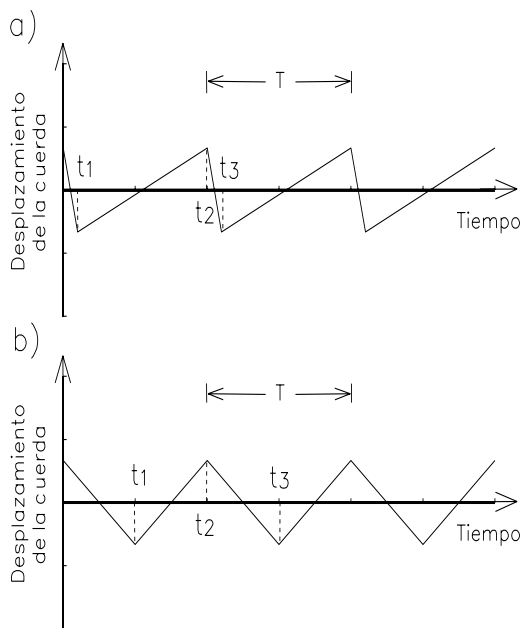 a)
T
Desplazamiento
de la cuerda
t1
t3
t2
Tiempo
b)
T
Desplazamiento
de la cuerda
t1
t3
t2
Tiempo